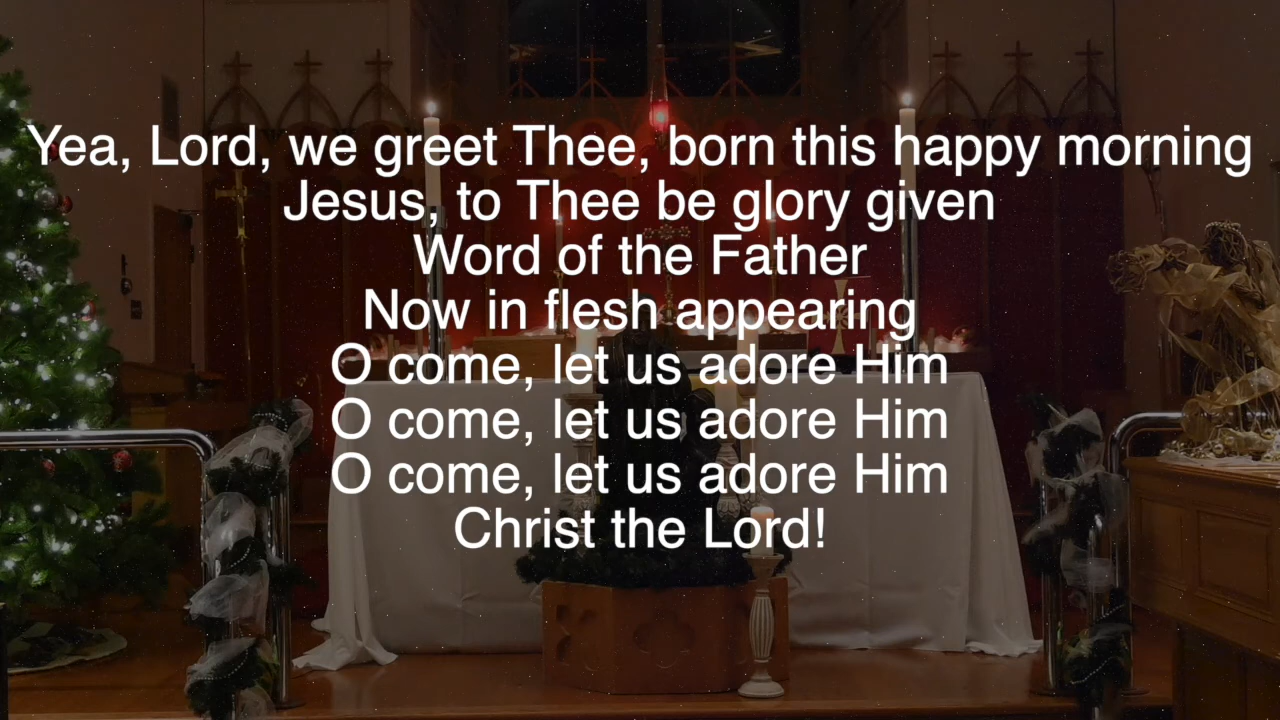 Yea, Lord, we greet Thee, born this happy morning
Jesus, to Thee be glory given
Word of the Father
Now in flesh appearing
O come, let us adore Him
O come, let us adore Him
O come, let us adore Him
Christ the Lord!